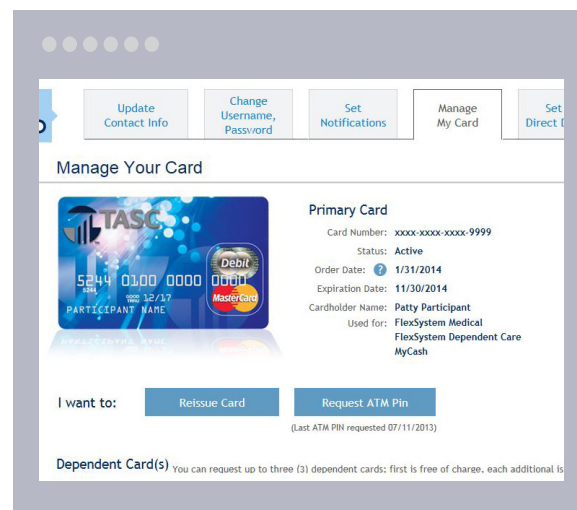 Update
Contact Info
Change
Username,
Password
Set
Notifications
Manage
My Card
Set
Direct
Manage Your Card
TASC
Debit
5244 0100 0000 0000
5244
GOOD THRU 12/17
MasterCard
PARTICIPANT NAME
Primary Card
Card Number: xxxx-xxxx-xxxx-9999
Status: Active
Order Date: ? 1/31/2014
Expiration Date: 11/30/2014
Cardholder Name: Patty Participant
Used for: FlexSystem Medical
FlexSystem Dependent Care
MyCash
I want to: Reissue Card Request ATM Pin
(Last ATM PIN requested 07/11/2013)
Dependent Card(s) You can request up to three (3) dependent cards; first is free of charge, each additional is